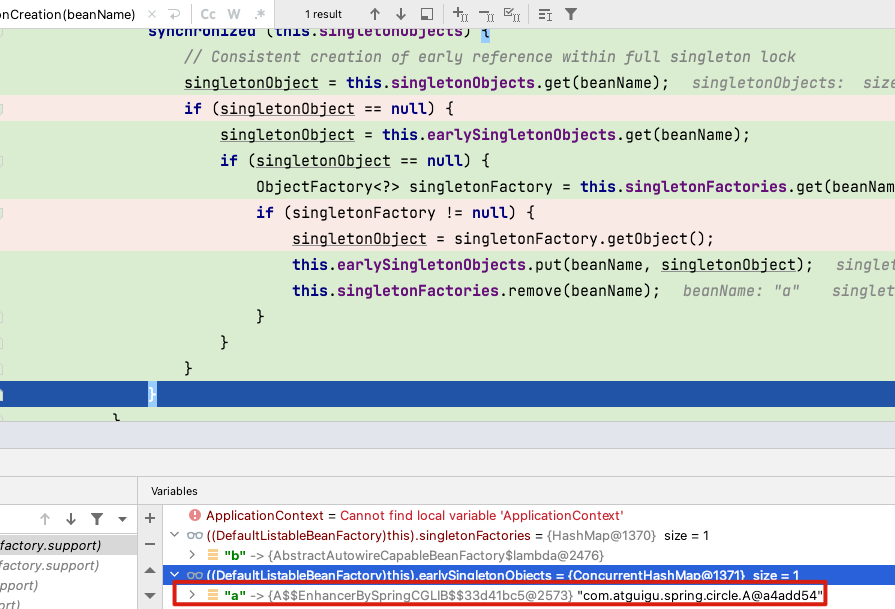 onCreation(beanName) × Cc W .* 1 result
synchronized (this.singletonObjects) {
// Consistent creation of early reference within full singleton lock
singletonObject = this.singletonObjects.get(beanName); singletonObjects: size
if (singletonObject == null) {
singletonObject = this.earlySingletonObjects.get(beanName);
if (singletonObject == null) {
ObjectFactory<?> singletonFactory = this.singletonFactories.get(beanNam
if (singletonFactory != null) {
singletonObject = singletonFactory.getObject();
this.earlySingletonObjects.put(beanName, singletonObject); singlet
this.singletonFactories.remove(beanName); beanName: "a" singlet
}
}
}
}
}
Variables
ApplicationContext = Cannot find local variable 'ApplicationContext'
((DefaultListableBeanFactory)this).singletonFactories = {HashMap@1370} size = 1
factory.support)
"b" -> {AbstractAutowireCapableBeanFactory$lambda@2476}
factory.support)
((DefaultListableBeanFactory)this).earlySingletonObjects = {ConcurrentHashMap@1371} size = 1
pport)
"a" -> {A$$EnhancerBySpringCGLIB$$33d41bc5@2573} "com.atguigu.spring.circle.A@a4add54"
ort)